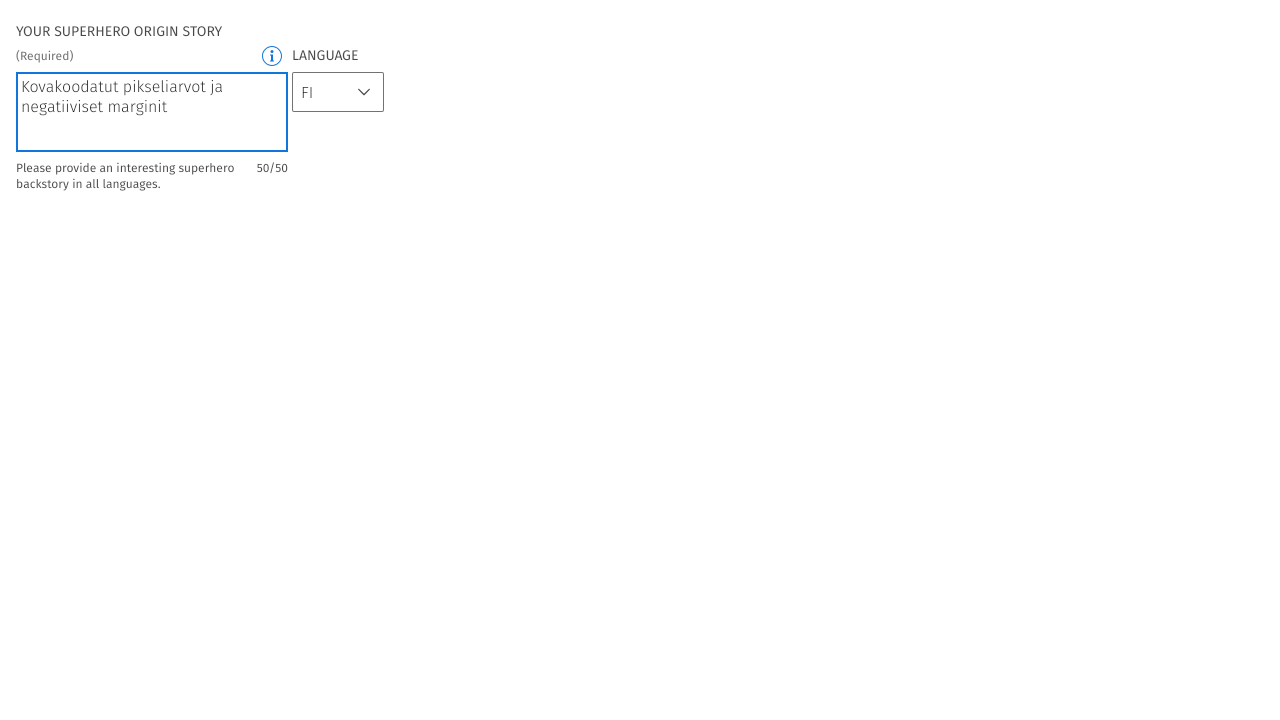 YOUR SUPERHERO ORIGIN STORY
(Required)
LANGUAGE
Kovakoodatut pikseliarvot ja
negatiiviset marginit
FI
Please provide an interesting superhero
backstory in all languages.
50/50